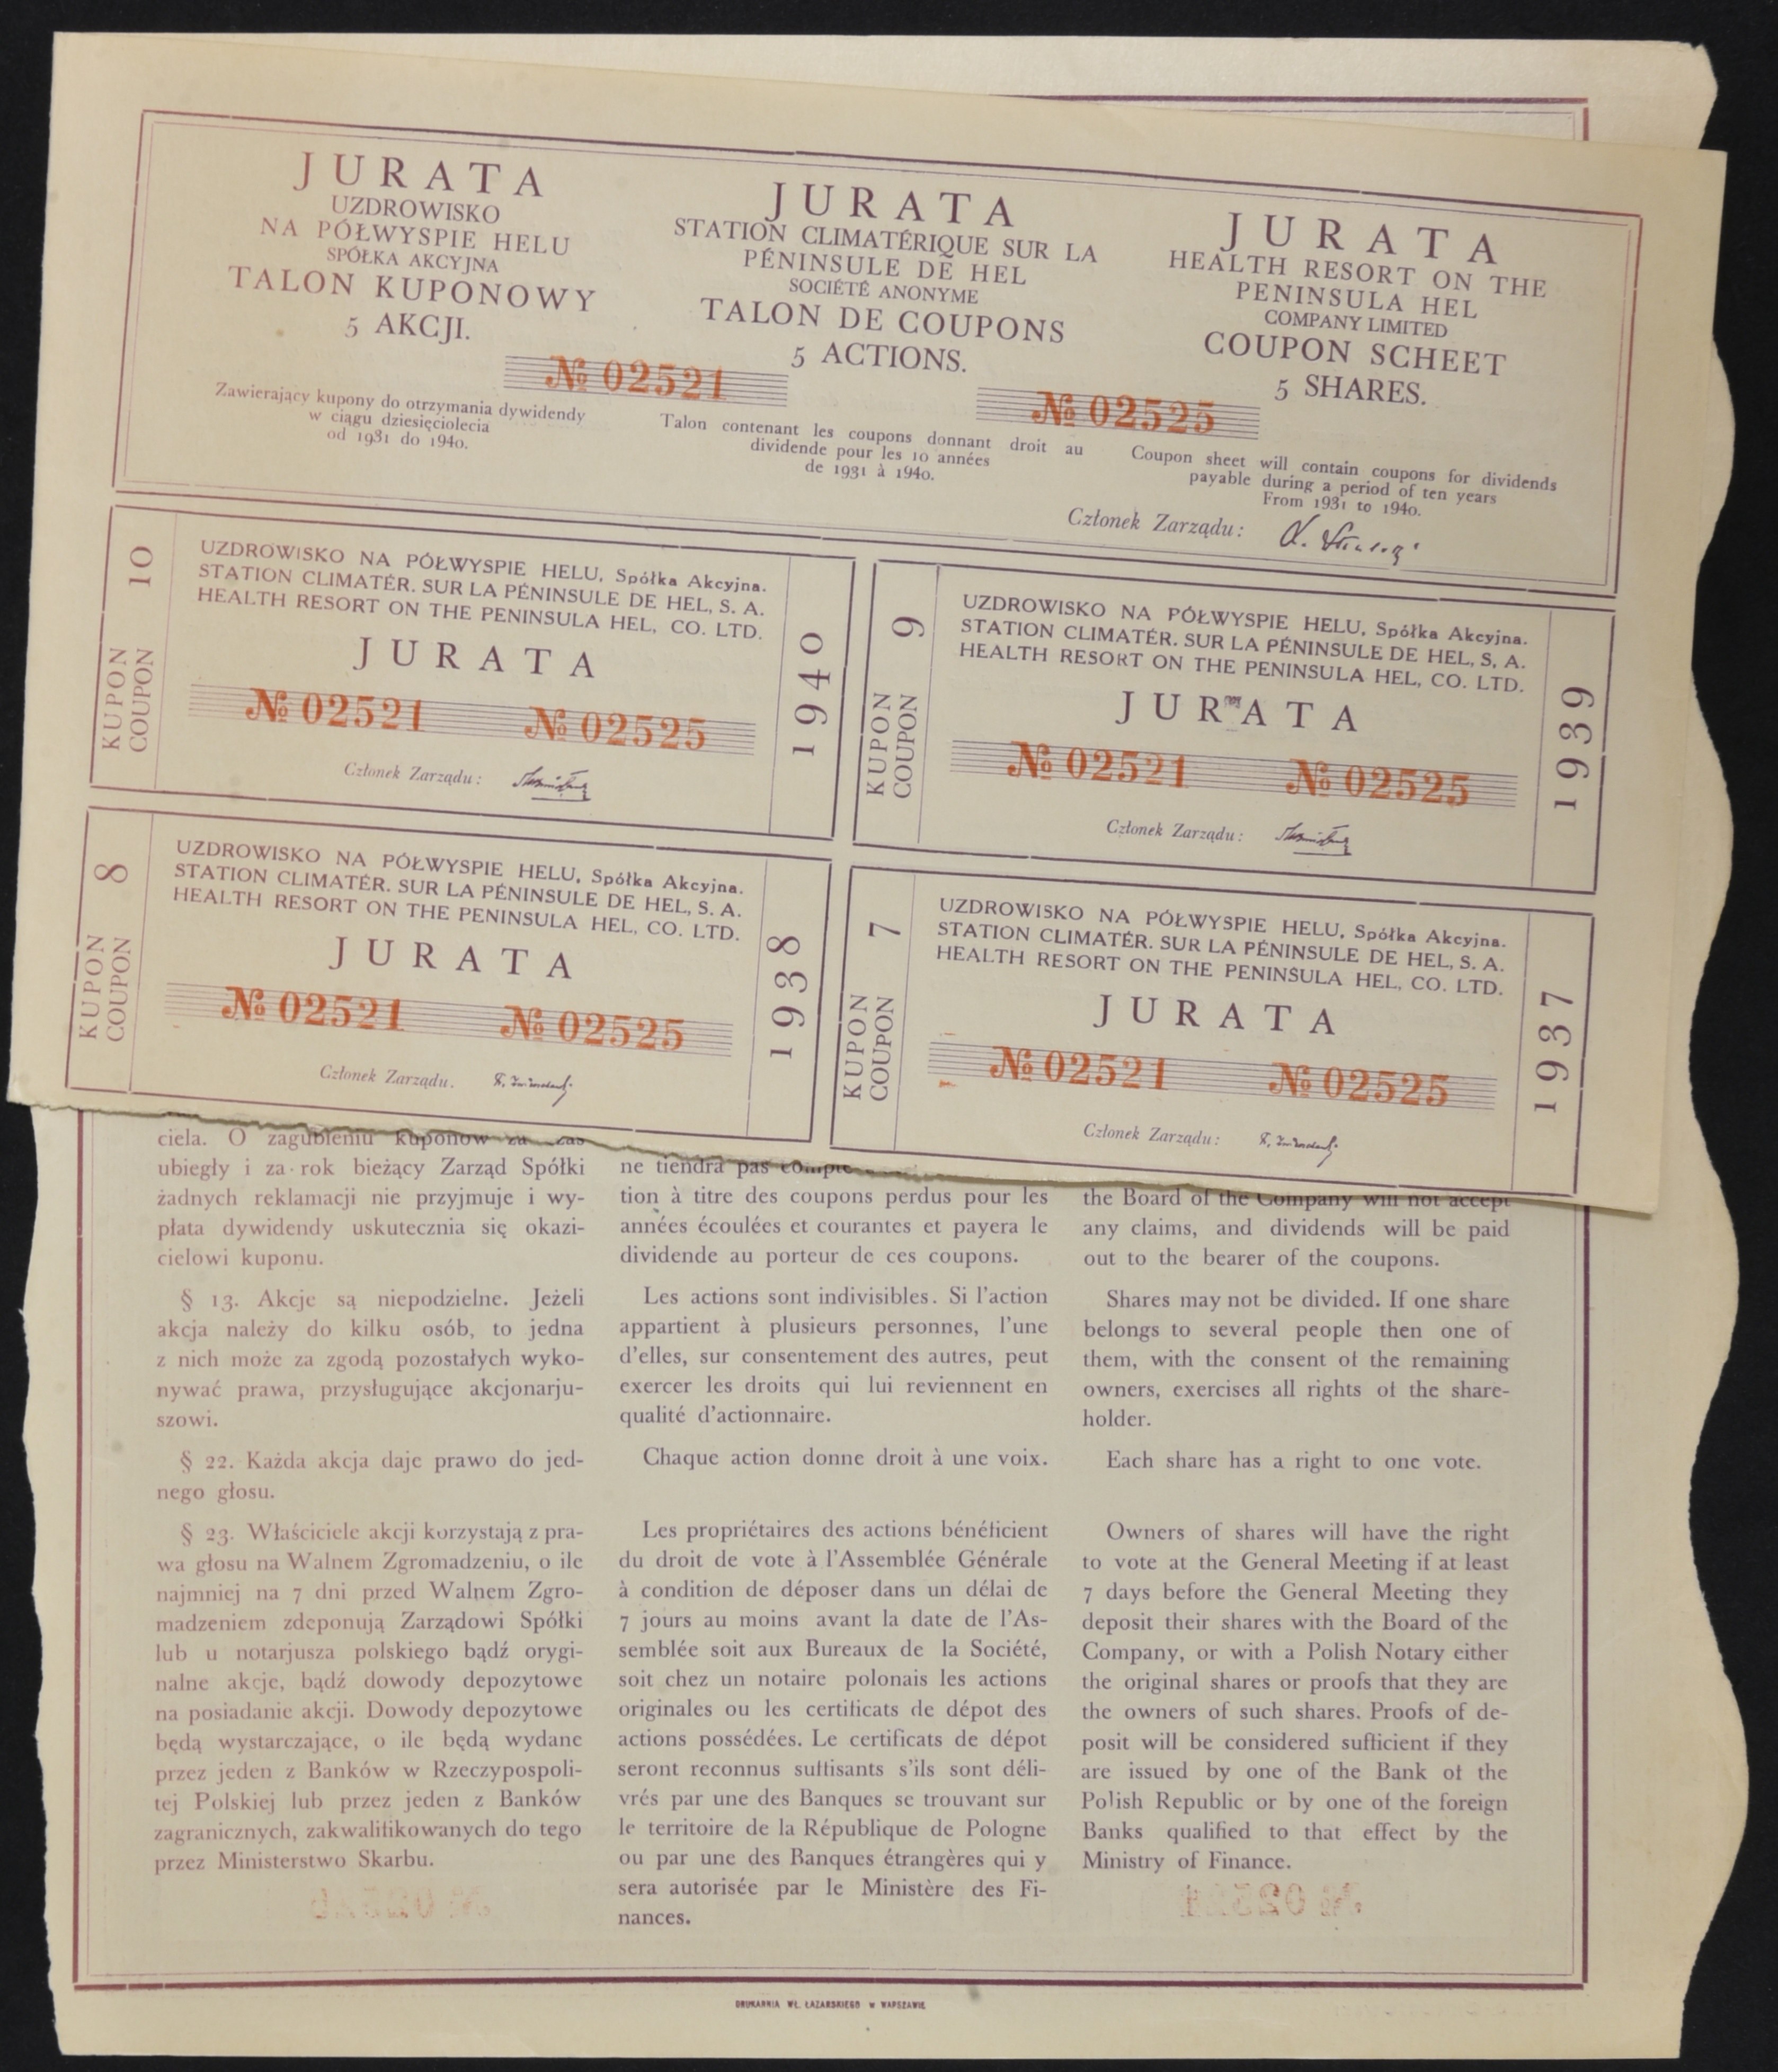 JURATA
UZDROWISKO
NA PÓŁWYSPIE HELU
SPÓŁKA AKCYJNA
TALON KUPONOWY
5 AKCJI.
JURATA
STATION CLIMATÉRIQUE SUR LA
PÉNINSULE DE HEL
SOCIÉTÉ ANONYME
TALON DE COUPONS
5 ACTIONS.
JURATA
HEALTH RESORT ON THE
PENINSULA HEL
COMPANY LIMITED
COUPON SCHEET
5 SHARES.
№ 02521
№ 02525
Zawierający kupony do otrzymania dywidendy
w ciągu dziesięciolecia
od 1931 do 1940.
Talon contenant les coupons donnant droit au
dividende pour les 10 années
de 1931 à 1940.
Coupon sheet will contain coupons for dividends
payable during a period of ten years
From 1931 to 1940.
Członek Zarządu:
KUPON 10
COUPON
UZDROWISKO NA PÓŁWYSPIE HELU, Spółka Akcyjna.
STATION CLIMATÉR. SUR LA PÉNINSULE DE HEL, S. A.
HEALTH RESORT ON THE PENINSULA HEL, CO. LTD.
JURATA
№ 02521 № 02525
Członek Zarządu:
1940
KUPON 9
COUPON
UZDROWISKO NA PÓŁWYSPIE HELU, Spółka Akcyjna.
STATION CLIMATÉR. SUR LA PÉNINSULE DE HEL, S. A.
HEALTH RESORT ON THE PENINSULA HEL, CO. LTD.
JURATA
№ 02521 № 02525
Członek Zarządu:
1939
KUPON 8
COUPON
UZDROWISKO NA PÓŁWYSPIE HELU, Spółka Akcyjna.
STATION CLIMATÉR. SUR LA PÉNINSULE DE HEL, S. A.
HEALTH RESORT ON THE PENINSULA HEL, CO. LTD.
JURATA
№ 02521 № 02525
Członek Zarządu.
1938
KUPON 7
COUPON
UZDROWISKO NA PÓŁWYSPIE HELU, Spółka Akcyjna.
STATION CLIMATÉR. SUR LA PÉNINSULE DE HEL, S. A.
HEALTH RESORT ON THE PENINSULA HEL, CO. LTD.
JURATA
№ 02521 № 02525
Członek Zarządu:
1937
ciela. O zagubieniu kuponów za
ubiegły i za rok bieżący Zarząd Spółki
żadnych reklamacji nie przyjmuje i wy-
płata dywidendy uskutecznia się okazi-
cielowi kuponu.
§ 13. Akcje są niepodzielne. Jeżeli
akcja należy do kilku osób, to jedna
z nich może za zgodą pozostałych wyko-
nywać prawa, przysługujące akcjonarju-
szowi.
§ 22. Każda akcja daje prawo do jed-
nego głosu.
§ 23. Właściciele akcji korzystają z pra-
wa głosu na Walnem Zgromadzeniu, o ile
najmniej na 7 dni przed Walnem Zgro-
madzeniem zdeponują Zarządowi Spółki
lub u notarjusza polskiego bądź orygi-
nalne akcje, bądź dowody depozytowe
na posiadanie akcji. Dowody depozytowe
będą wystarczające, o ile będą wydane
przez jeden z Banków w Rzeczypospoli-
tej Polskiej lub przez jeden z Banków
zagranicznych, zakwalifikowanych do tego
przez Ministerstwo Skarbu.
ne tiendra pas compte
tion à titre des coupons perdus pour les
années écoulées et courantes et payera le
dividende au porteur de ces coupons.
Les actions sont indivisibles. Si l'action
appartient à plusieurs personnes, l'une
d'elles, sur consentement des autres, peut
exercer les droits qui lui reviennent en
qualité d'actionnaire.
Chaque action donne droit à une voix.
Les propriétaires des actions bénéficient
du droit de vote à l'Assemblée Générale
à condition de déposer dans un délai de
7 jours au moins avant la date de l'As-
semblée soit aux Bureaux de la Société,
soit chez un notaire polonais les actions
originales ou les certificats de dépot des
actions possédées. Le certificats de dépôt
seront reconnus suffisants s'ils sont déli-
vrés par une des Banques se trouvant sur
le territoire de la République de Pologne
ou par une des Banques étrangères qui y
sera autorisée par le Ministère des Fi-
nances.
the Board of the Company will not accept
any claims, and dividends will be paid
out to the bearer of the coupons.
Shares may not be divided. If one share
belongs to several people then one of
them, with the consent of the remaining
owners, exercises all rights of the share-
holder.
Each share has a right to one vote.
Owners of shares will have the right
to vote at the General Meeting if at least
7 days before the General Meeting they
deposit their shares with the Board of the
Company, or with a Polish Notary either
the original shares or proofs that they are
the owners of such shares. Proofs of de-
posit will be considered sufficient if they
are issued by one of the Bank of the
Polish Republic or by one of the foreign
Banks qualified to that effect by the
Ministry of Finance.
DRUKARNIA WŁ. ŁAZARSKIEGO W WARSZAWIE